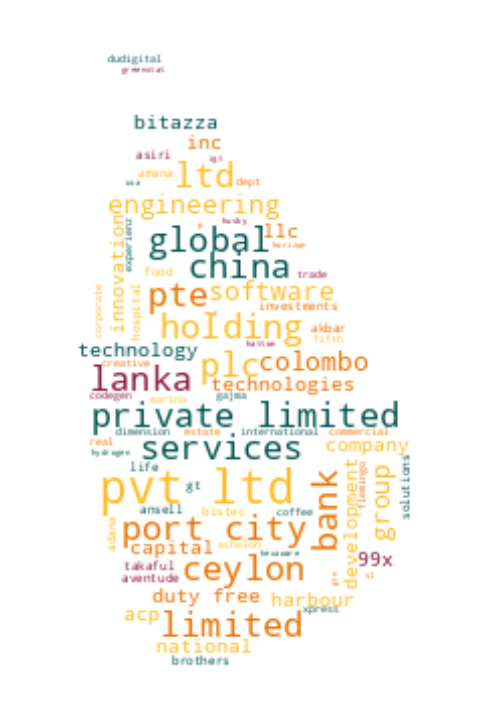 dudigital
greenstat
bitazza
inc
asiri
igt
amana
ltd
usa
dept
engineering
husky
llc
innovation
experienz
global
horizon
china
food
trade
corporate
hospital
pte
software
investments
holding
akbar
fifth
hatton
technology
creative
plc
colombo
lanka
technologies
codegen
marina
gajma
private limited
dimension
estate
international
commercial
real
services
company
hydrogen
life
pvt ltd
gt
bank
development
flamingo
group
solutions
ansell
bistec
coffee
adana
port city
capital
echelon
hexaware
99x
takaful
aventude
ceylon
duty free
harbour
xpress
acp
limited
national
brothers